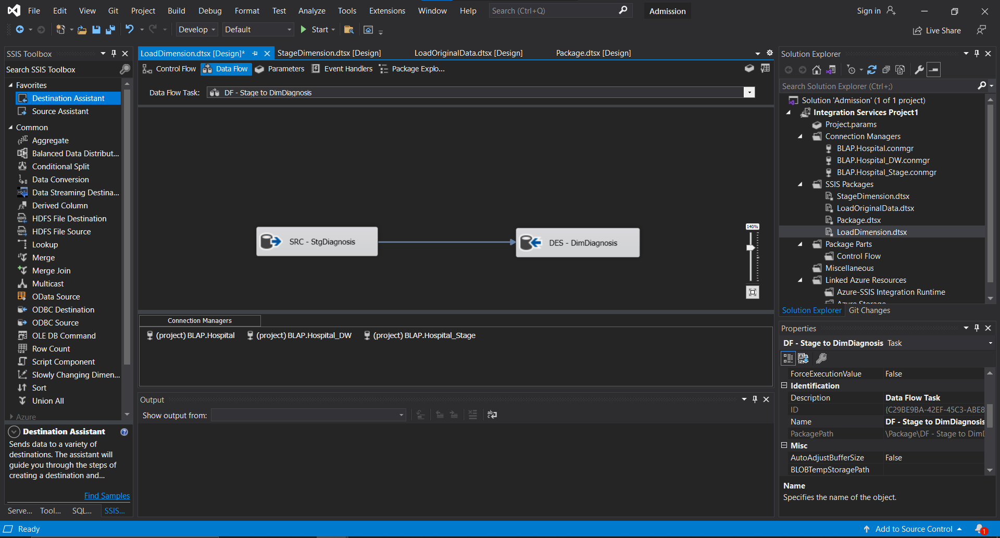 File Edit View Git Project Build Debug Format Test Analyze Tools Extensions Window Help Search (Ctrl+Q) Admission Sign in
Develop Default Start Live Share
SSIS Toolbox
Search SSIS Toolbox
Favorites
Destination Assistant
Source Assistant
Common
Aggregate
Balanced Data Distribut...
Conditional Split
Data Conversion
Data Streaming Destina...
Derived Column
HDFS File Destination
HDFS File Source
Lookup
Merge
Merge Join
Multicast
OData Source
ODBC Destination
ODBC Source
OLE DB Command
Row Count
Script Component
Slowly Changing Dimen...
Sort
Union All
Azure
Destination Assistant
Sends data to a variety of
destinations. The assistant will
guide you through the steps of
creating a destination and...
Find Samples
Serve... Tool... SQL... SSIS...
LoadDimension.dtsx [Design]* StageDimension.dtsx [Design] LoadOriginalData.dtsx [Design] Package.dtsx [Design]
Control Flow Data Flow Parameters Event Handlers Package Explo...
Data Flow Task: DF - Stage to DimDiagnosis
SRC - StgDiagnosis DES - DimDiagnosis
140%
Connection Managers
(project) BLAP.Hospital (project) BLAP.Hospital_DW (project) BLAP.Hospital_Stage
Output
Show output from:
Solution Explorer
Search Solution Explorer (Ctrl+;)
Solution 'Admission' (1 of 1 project)
Integration Services Project1
Project.params
Connection Managers
BLAP.Hospital.conmgr
BLAP.Hospital_DW.conmgr
BLAP.Hospital_Stage.conmgr
SSIS Packages
StageDimension.dtsx
LoadOriginalData.dtsx
Package.dtsx
LoadDimension.dtsx
Package Parts
Control Flow
Miscellaneous
Linked Azure Resources
Azure-SSIS Integration Runtime
Azure Storage
Solution Explorer Git Changes
Properties
DF - Stage to DimDiagnosis Task
ForceExecutionValue False
Identification
Description Data Flow Task
ID {C29BE9BA-42EF-45C3-ABE8
Name DF - Stage to DimDiagnosis
PackagePath \Package\DF - Stage to DimD
Misc
AutoAdjustBufferSize False
BLOBTempStoragePath
Name
Specifies the name of the object.
Ready Add to Source Control 1